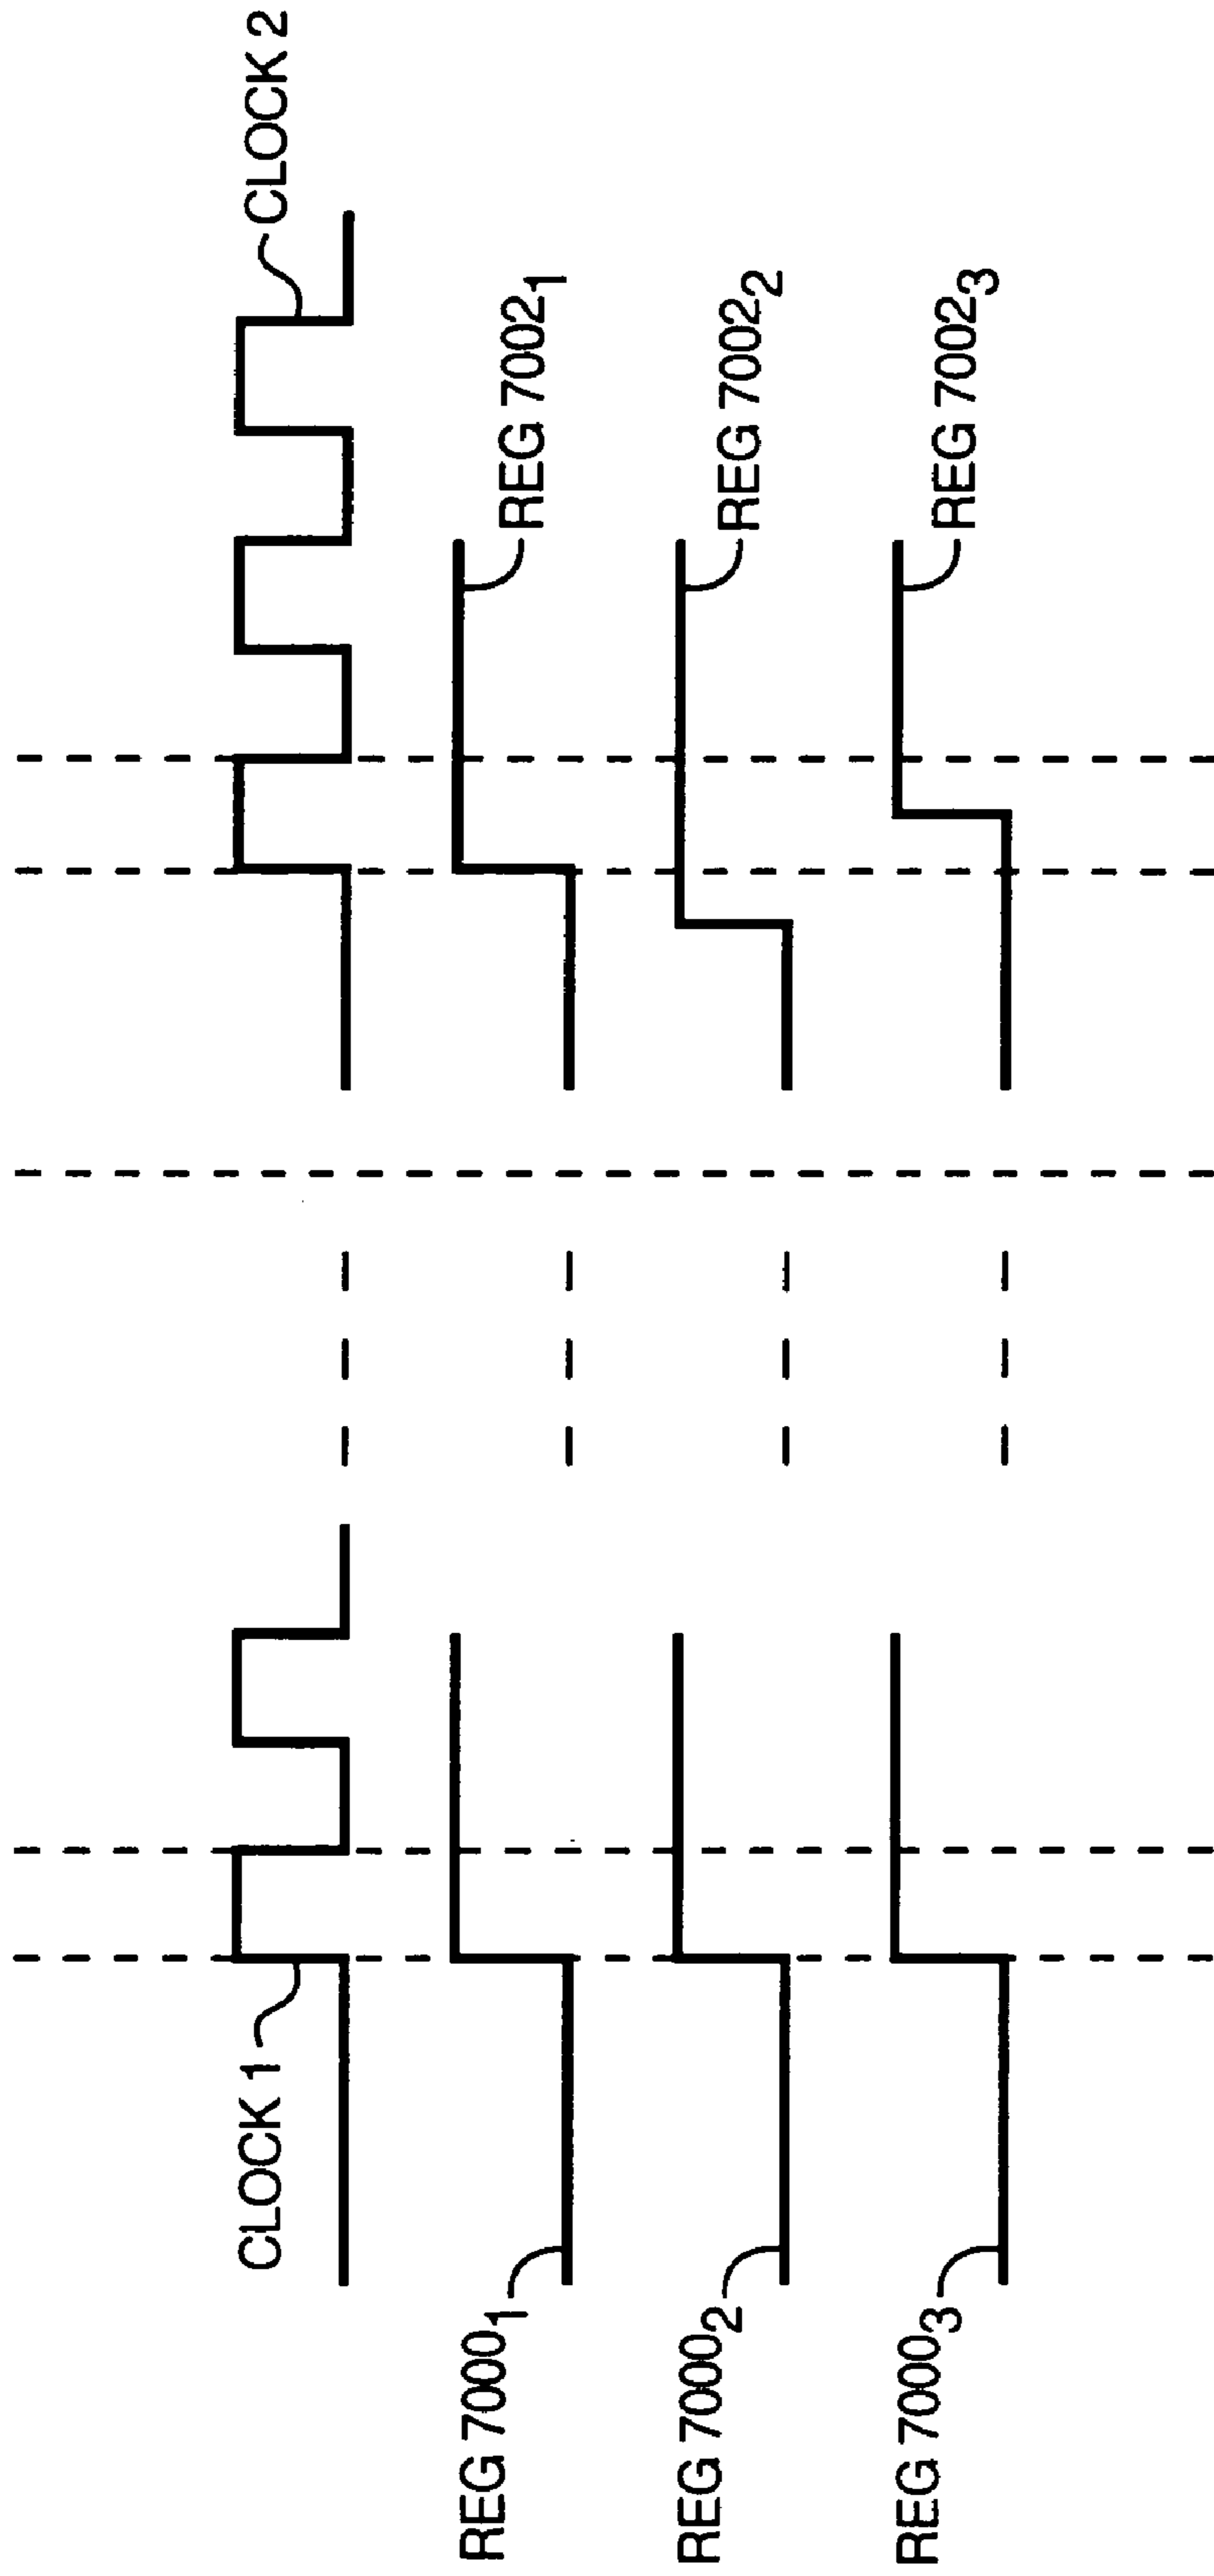 CLOCK 1
CLOCK 2
REG 7000₁
REG 7002₁
REG 7000₂
REG 7002₂
REG 7000₃
REG 7002₃